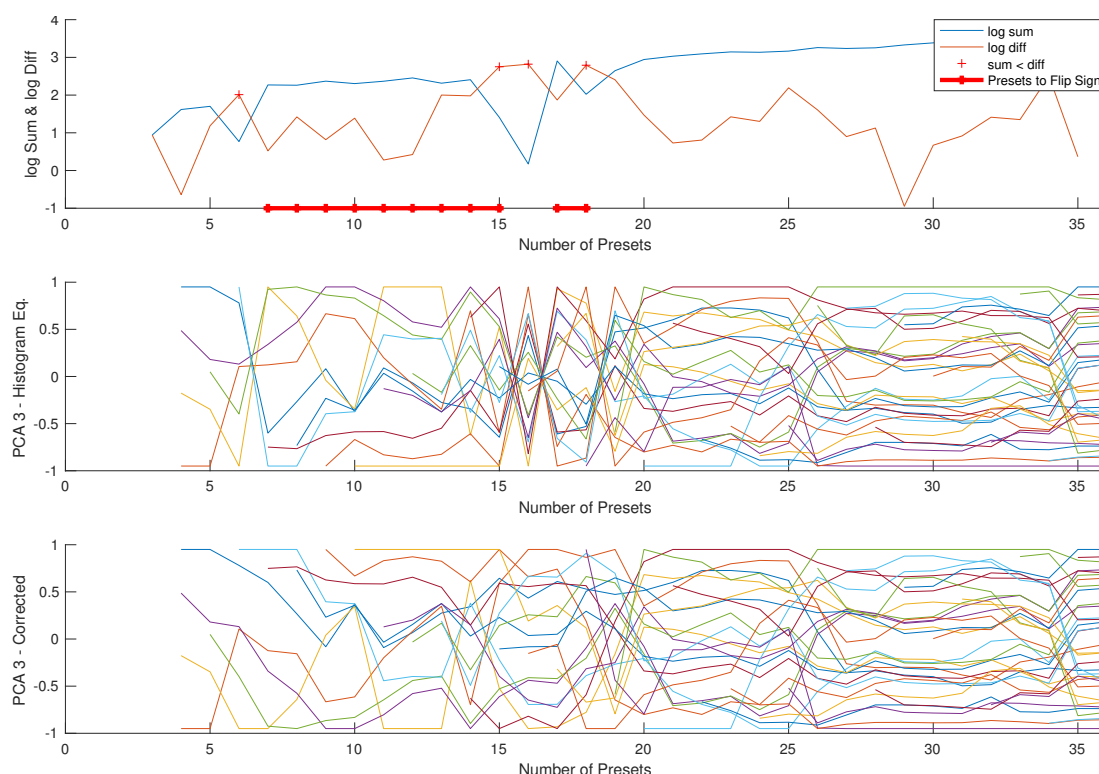 4
3
2
1
0
-1
log Sum & log Diff
log sum
log diff
sum < diff
Presets to Flip Sign
0 5 10 15 20 25 30 35
Number of Presets
1
0.5
0
-0.5
-1
PCA 3 - Histogram Eq.
0 5 10 15 20 25 30 35
Number of Presets
1
0.5
0
-0.5
-1
PCA 3 - Corrected
0 5 10 15 20 25 30 35
Number of Presets